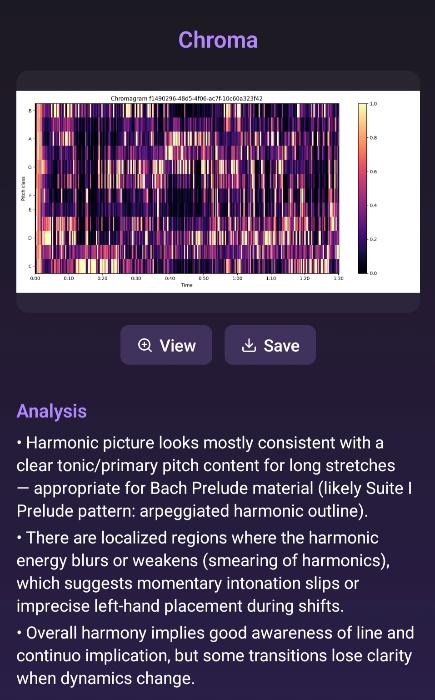 Chroma
Chromagram f1490296-48d5-4f06-ac7f-10c60a323f42
B
A
G
F
E
D
C
Pitch class
0:00 0:10 0:20 0:30 0:40 0:50 1:00 1:10 1:20 1:30
Time
1.0
0.8
0.6
0.4
0.2
0.0
View
Save
Analysis
• Harmonic picture looks mostly consistent with a
clear tonic/primary pitch content for long stretches
— appropriate for Bach Prelude material (likely Suite I
Prelude pattern: arpeggiated harmonic outline).
• There are localized regions where the harmonic
energy blurs or weakens (smearing of harmonics),
which suggests momentary intonation slips or
imprecise left-hand placement during shifts.
• Overall harmony implies good awareness of line and
continuo implication, but some transitions lose clarity
when dynamics change.